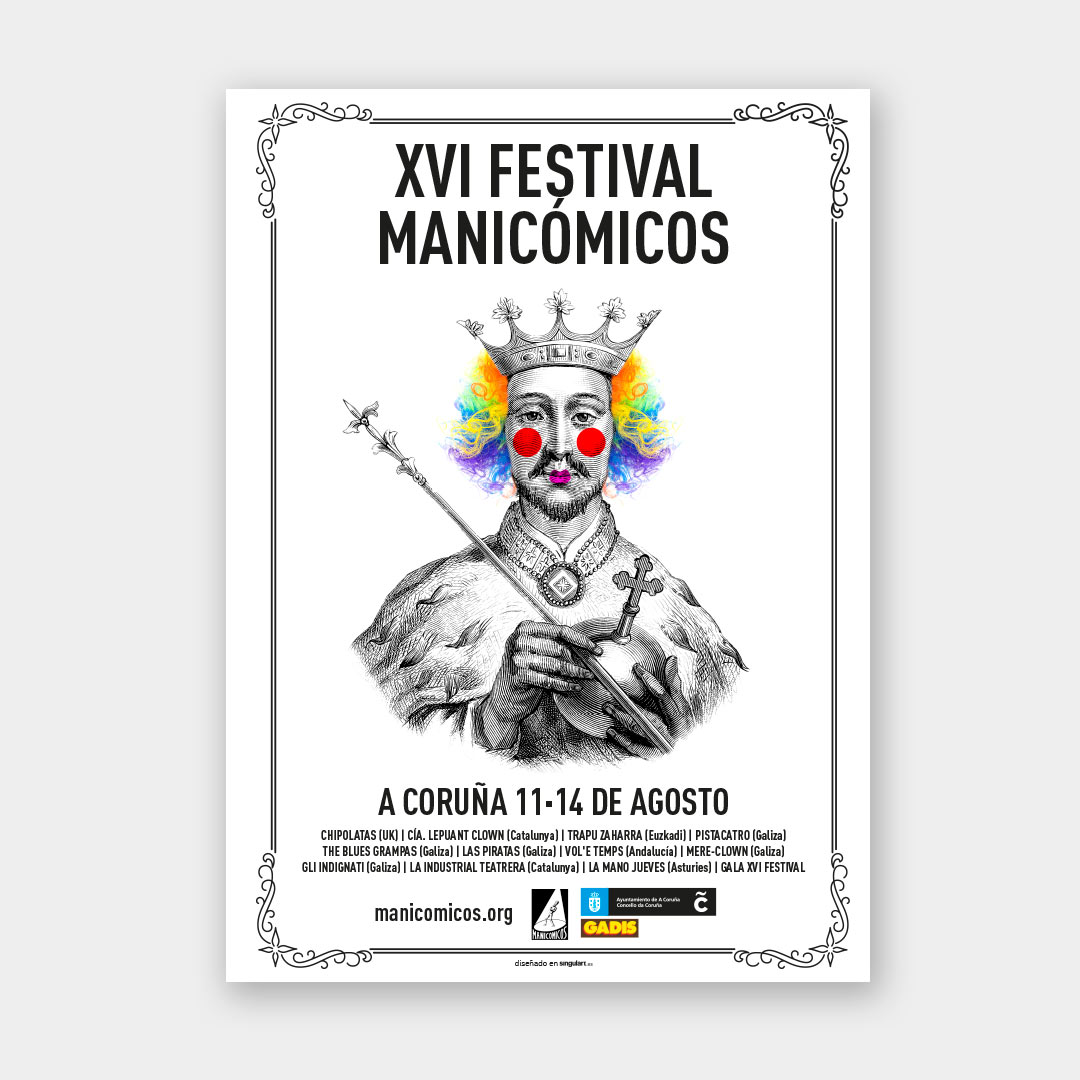 XVI FESTIVAL
MANICÓMICOS
A CORUÑA 11·14 DE AGOSTO
CHIPOLATAS (UK) | CÍA. LEPUANT CLOWN (Catalunya) | TRAPU ZAHARRA (Euzkadi) | PISTACATRO (Galiza)
THE BLUES GRAMPAS (Galiza) | LAS PIRATAS (Galiza) | VOL'E TEMPS (Andalucía) | MERE-CLOWN (Galiza)
GLI INDIGNATI (Galiza) | LA INDUSTRIAL TEATRERA (Catalunya) | LA MANO JUEVES (Asturies) | GALA XVI FESTIVAL
manicomicos.org
MANICÓMICOS
Ayuntamiento de A Coruña
Concello da Coruña
GADIS
diseñado en singulart.es